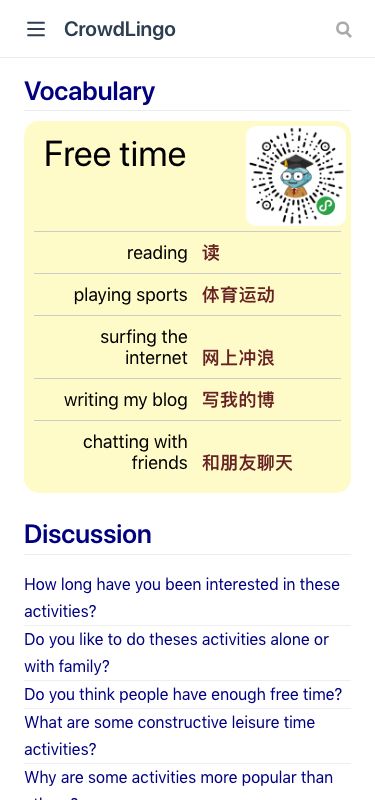 CrowdLingo
Vocabulary
Free time
reading 读
playing sports 体育运动
surfing the
internet 网上冲浪
writing my blog 写我的博
chatting with
friends 和朋友聊天
Discussion
How long have you been interested in these
activities?
Do you like to do theses activities alone or
with family?
Do you think people have enough free time?
What are some constructive leisure time
activities?
Why are some activities more popular than